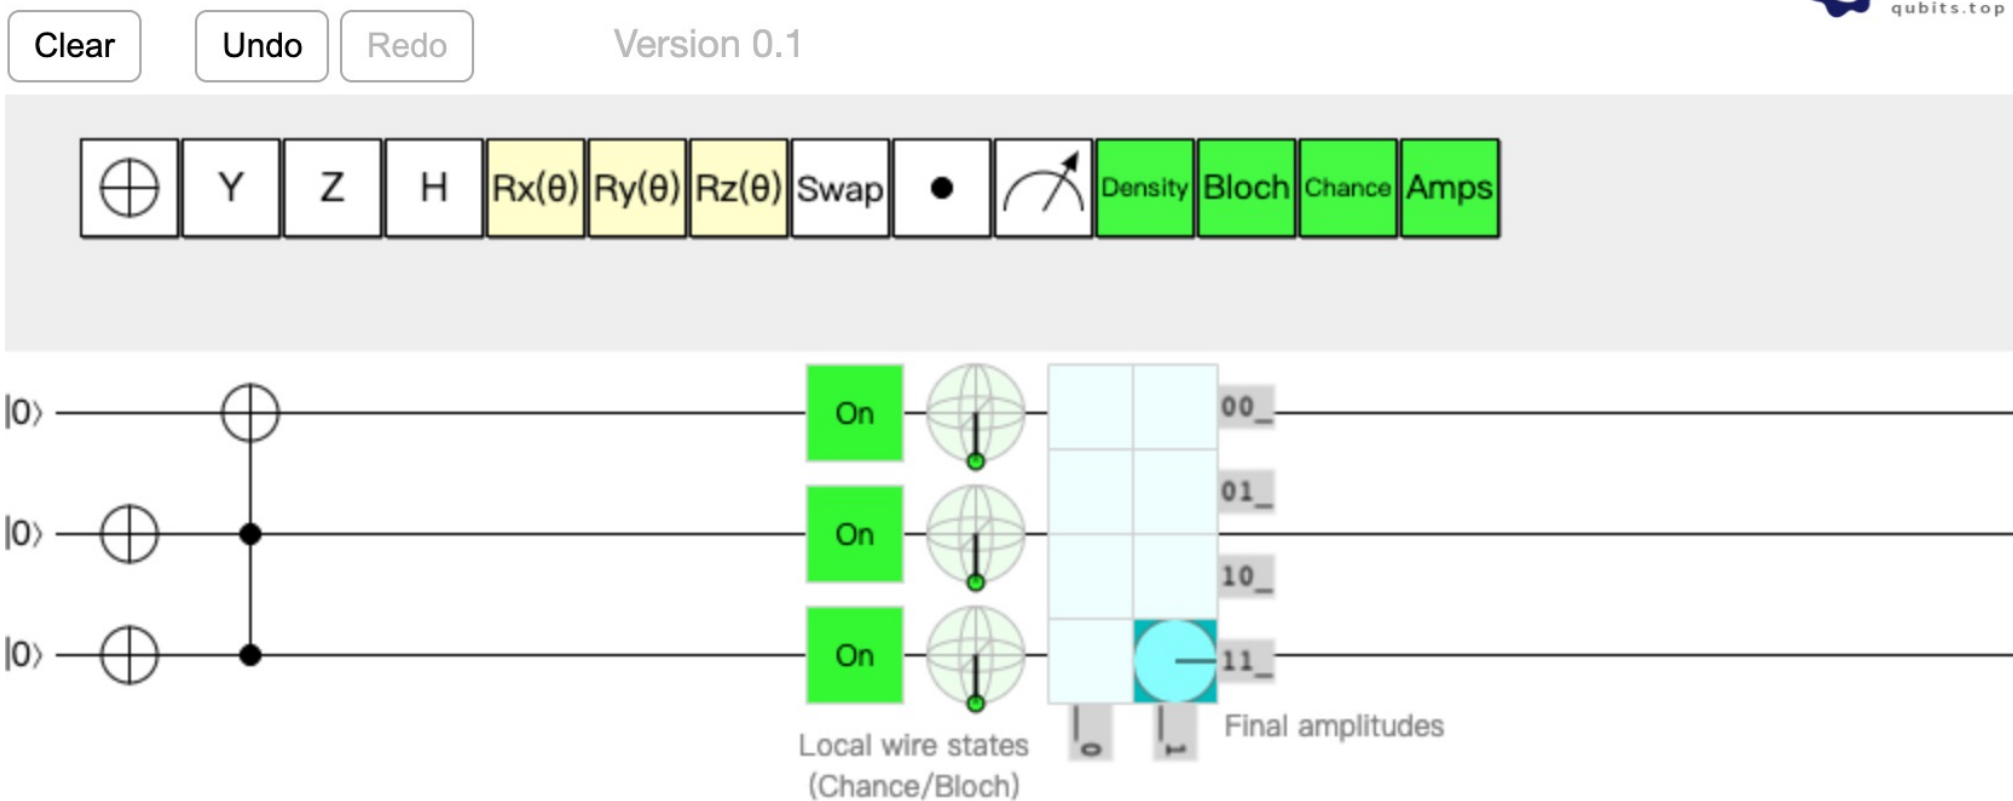 qubits.top
Clear Undo Redo Version 0.1
Y Z H Rx(θ) Ry(θ) Rz(θ) Swap Density Bloch Chance Amps
|0⟩ On 00_
01_
|0⟩ On
10_
|0⟩ On 11_
|0 |1 Final amplitudes
Local wire states
(Chance/Bloch)